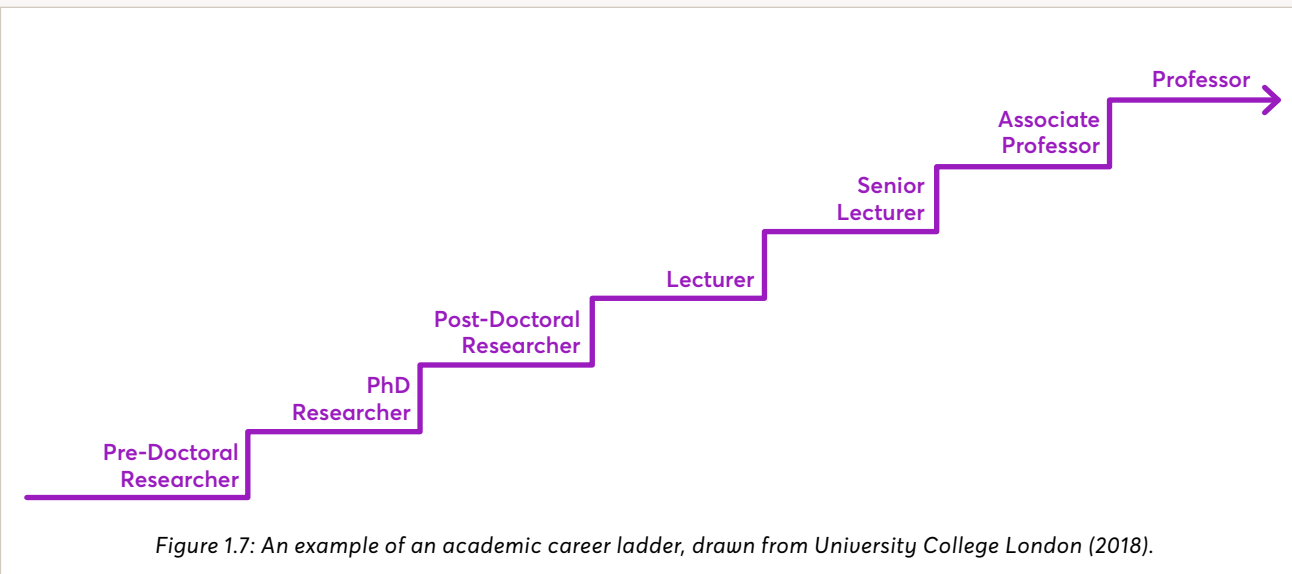 Professor
Associate
Professor
Senior
Lecturer
Lecturer
Post-Doctoral
Researcher
PhD
Researcher
Pre-Doctoral
Researcher
Figure 1.7: An example of an academic career ladder, drawn from University College London (2018).